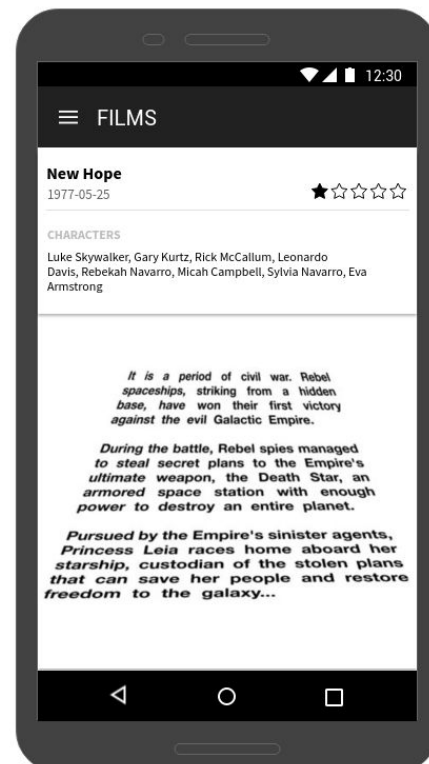 12:30
FILMS
New Hope
1977-05-25
CHARACTERS
Luke Skywalker, Gary Kurtz, Rick McCallum, Leonardo
Davis, Rebekah Navarro, Micah Campbell, Sylvia Navarro, Eva
Armstrong
It is a period of civil war. Rebel
spaceships, striking from a hidden
base, have won their first victory
against the evil Galactic Empire.
During the battle, Rebel spies managed
to steal secret plans to the Empire's
ultimate weapon, the Death Star, an
armored space station with enough
power to destroy an entire planet.
Pursued by the Empire's sinister agents,
Princess Leia races home aboard her
starship, custodian of the stolen plans
that can save her people and restore
freedom to the galaxy...